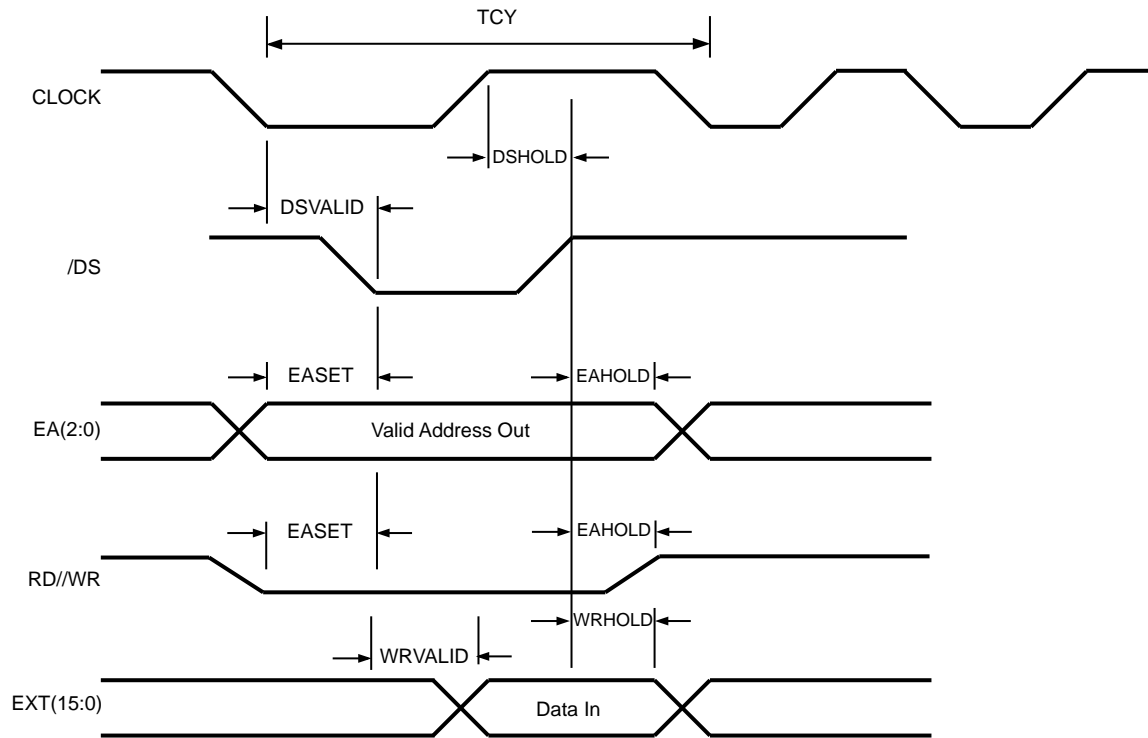 TCY
CLOCK
DSHOLD
DSVALID
/DS
EASET
EAHOLD
EA(2:0)
Valid Address Out
EASET
EAHOLD
RD//WR
WRHOLD
WRVALID
EXT(15:0)
Data In